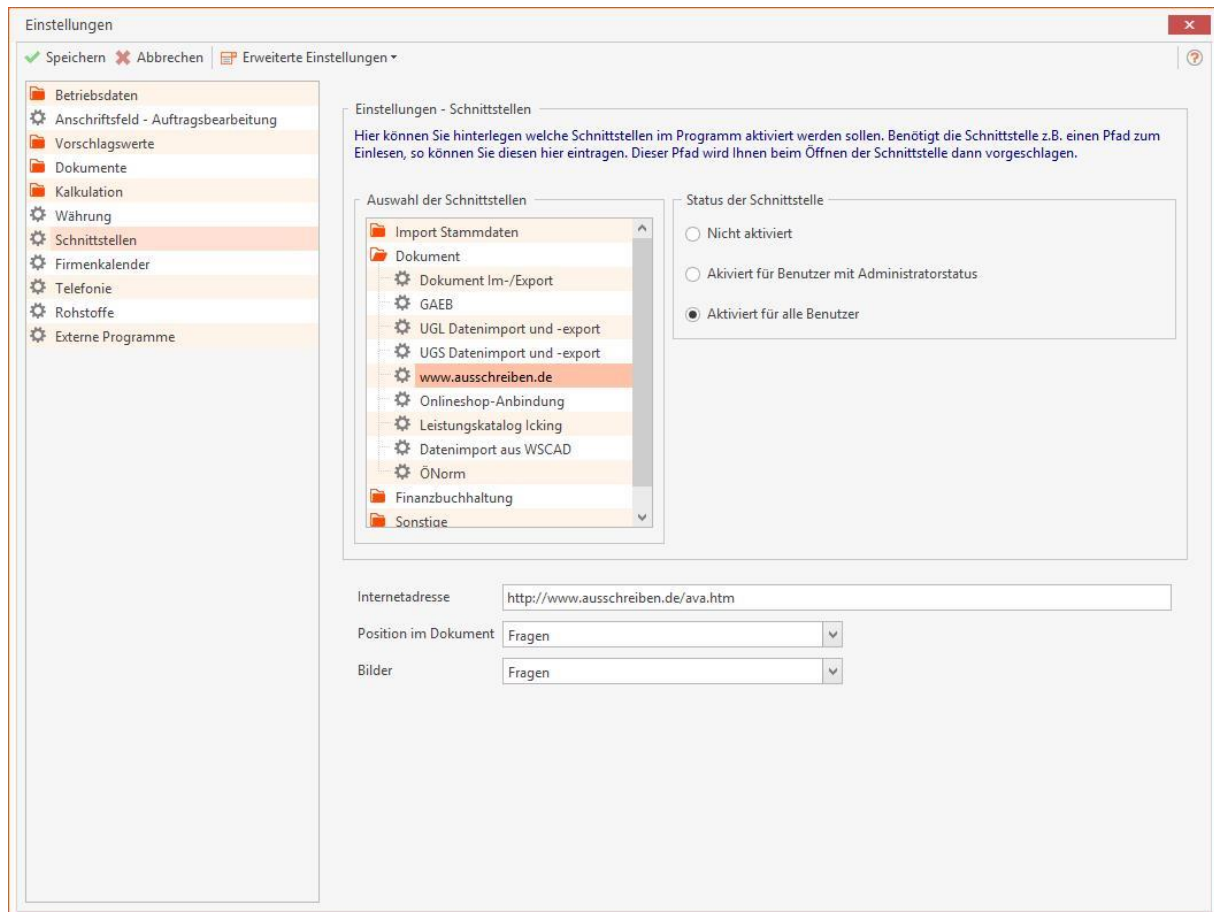 Einstellungen
Speichern Abbrechen Erweiterte Einstellungen
Betriebsdaten
Anschriftsfeld - Auftragsbearbeitung
Vorschlagswerte
Dokumente
Kalkulation
Währung
Schnittstellen
Firmenkalender
Telefonie
Rohstoffe
Externe Programme
Einstellungen - Schnittstellen
Hier können Sie hinterlegen welche Schnittstellen im Programm aktiviert werden sollen. Benötigt die Schnittstelle z.B. einen Pfad zum
Einlesen, so können Sie diesen hier eintragen. Dieser Pfad wird Ihnen beim Öffnen der Schnittstelle dann vorgeschlagen.
Auswahl der Schnittstellen
Import Stammdaten
Dokument
Dokument Im-/Export
GAEB
UGL Datenimport und -export
UGS Datenimport und -export
www.ausschreiben.de
Onlineshop-Anbindung
Leistungskatalog Icking
Datenimport aus WSCAD
ÖNorm
Finanzbuchhaltung
Sonstige
Status der Schnittstelle
Nicht aktiviert
Akiviert für Benutzer mit Administratorstatus
Aktiviert für alle Benutzer
Internetadresse http://www.ausschreiben.de/ava.htm
Position im Dokument Fragen
Bilder Fragen